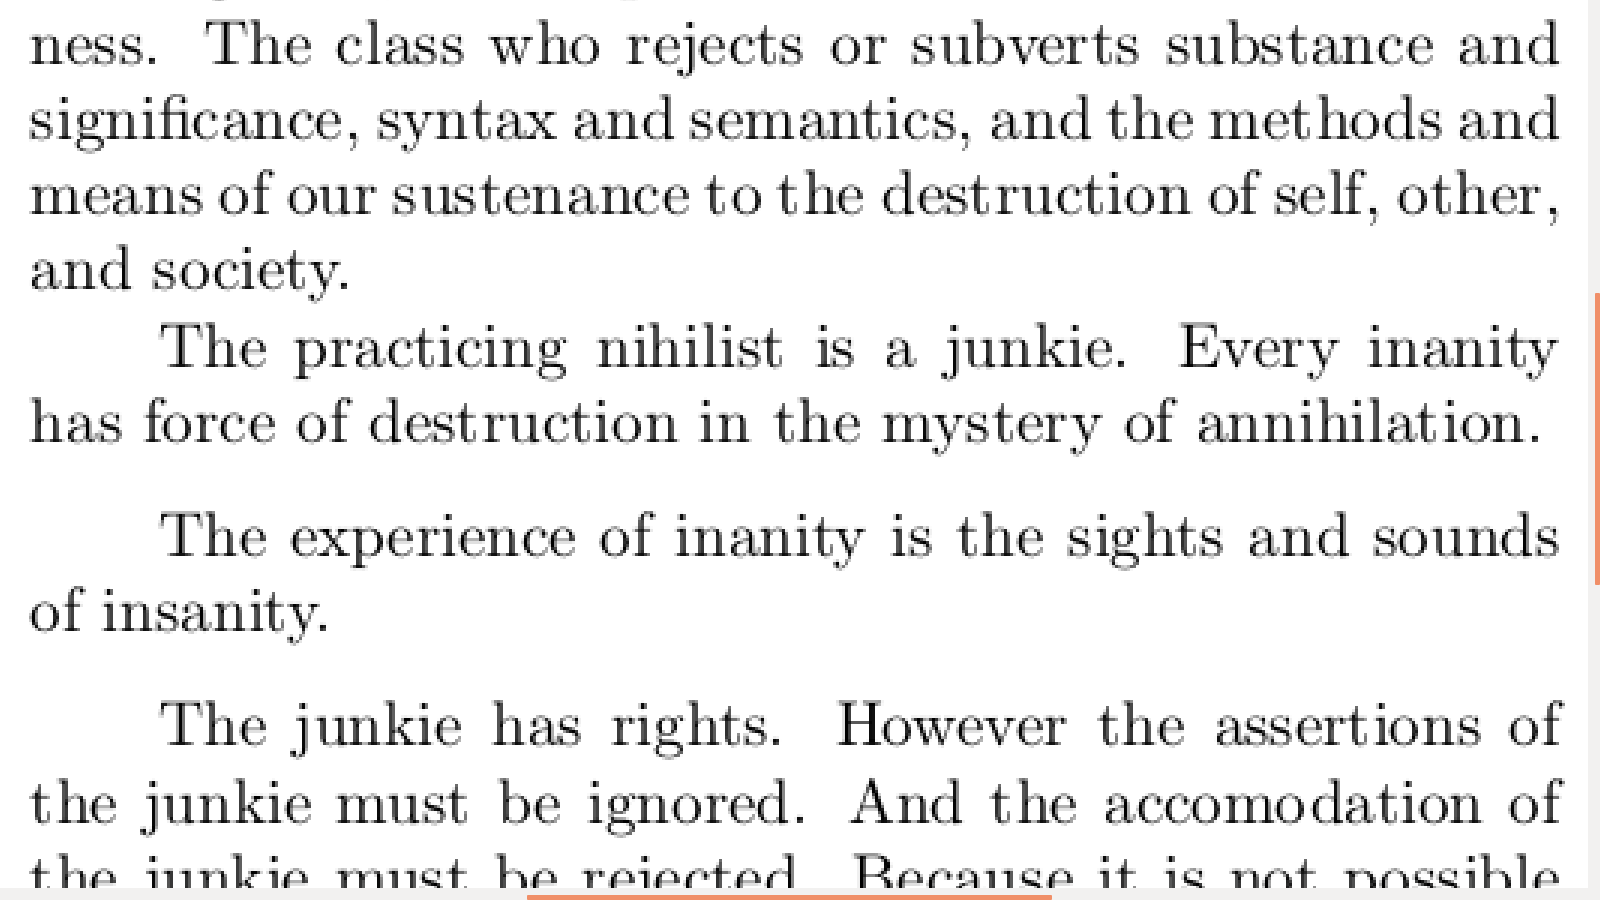 ness. The class who rejects or subverts substance and
significance, syntax and semantics, and the methods and
means of our sustenance to the destruction of self, other,
and society.
The practicing nihilist is a junkie. Every inanity
has force of destruction in the mystery of annihilation.
The experience of inanity is the sights and sounds
of insanity.
The junkie has rights. However the assertions of
the junkie must be ignored. And the accomodation of
the junkie must be rejected. Because it is not possible